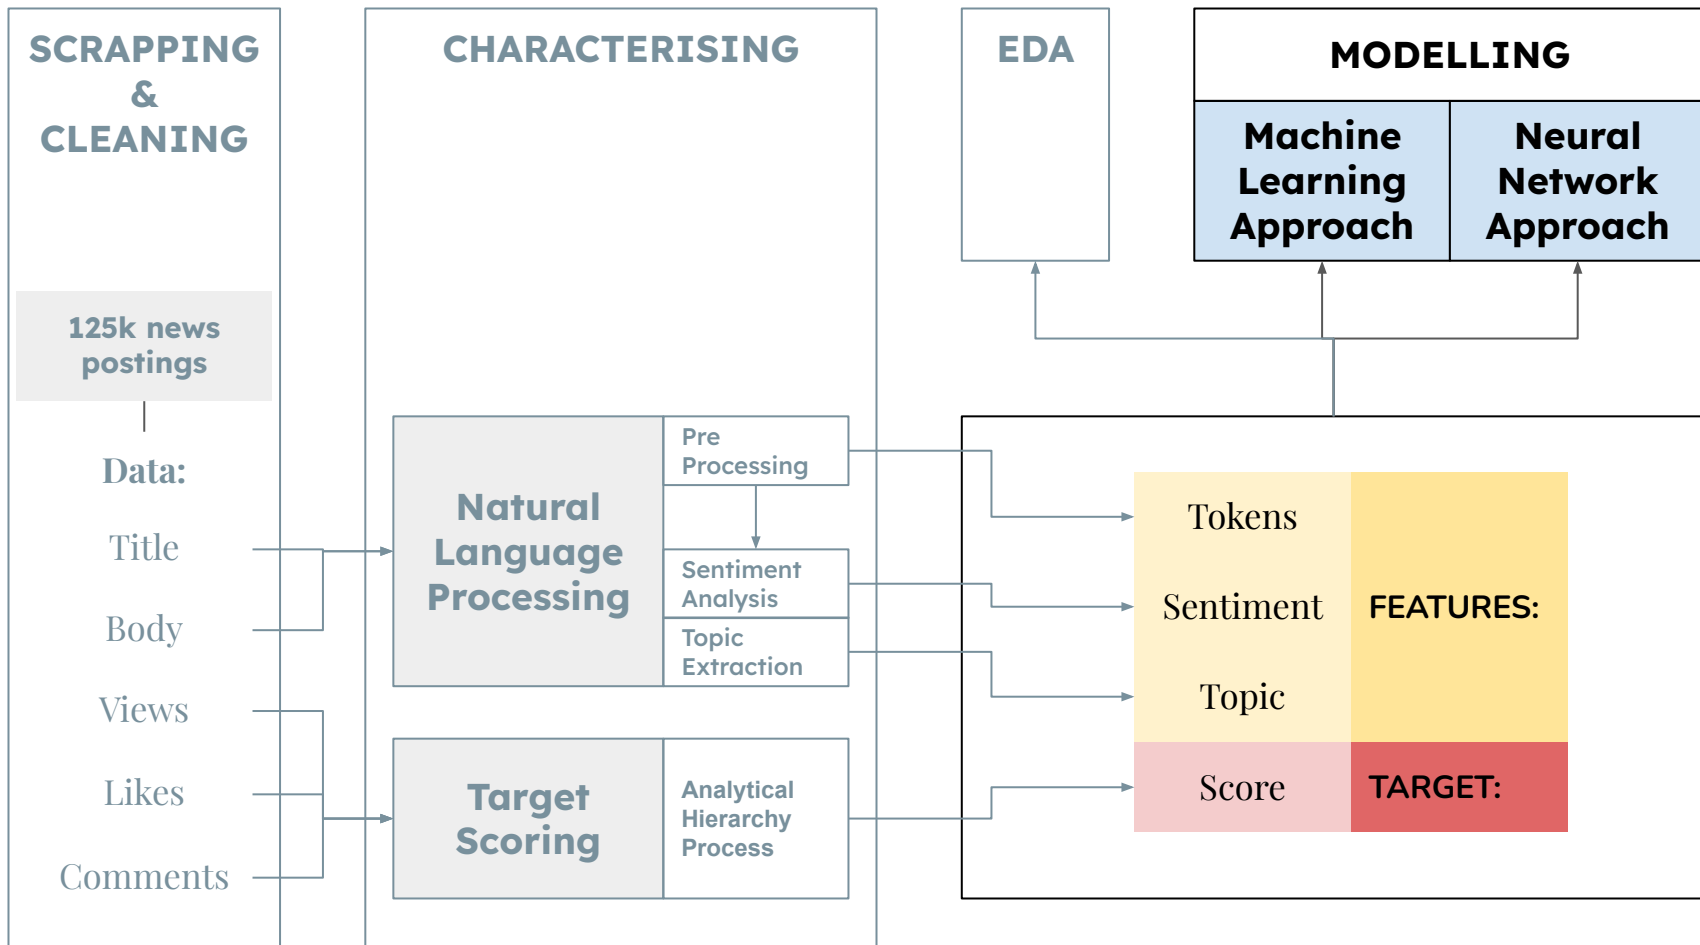 SCRAPPING
&
CLEANING
125k news
postings
Data:
Title
Body
Views
Likes
Comments
CHARACTERISING
Natural
Language
Processing
Pre
Processing
Sentiment
Analysis
Topic
Extraction
Target
Scoring
Analytical
Hierarchy
Process
EDA
MODELLING
Machine
Learning
Approach
Neural
Network
Approach
Tokens
Sentiment
Topic
FEATURES:
Score
TARGET: